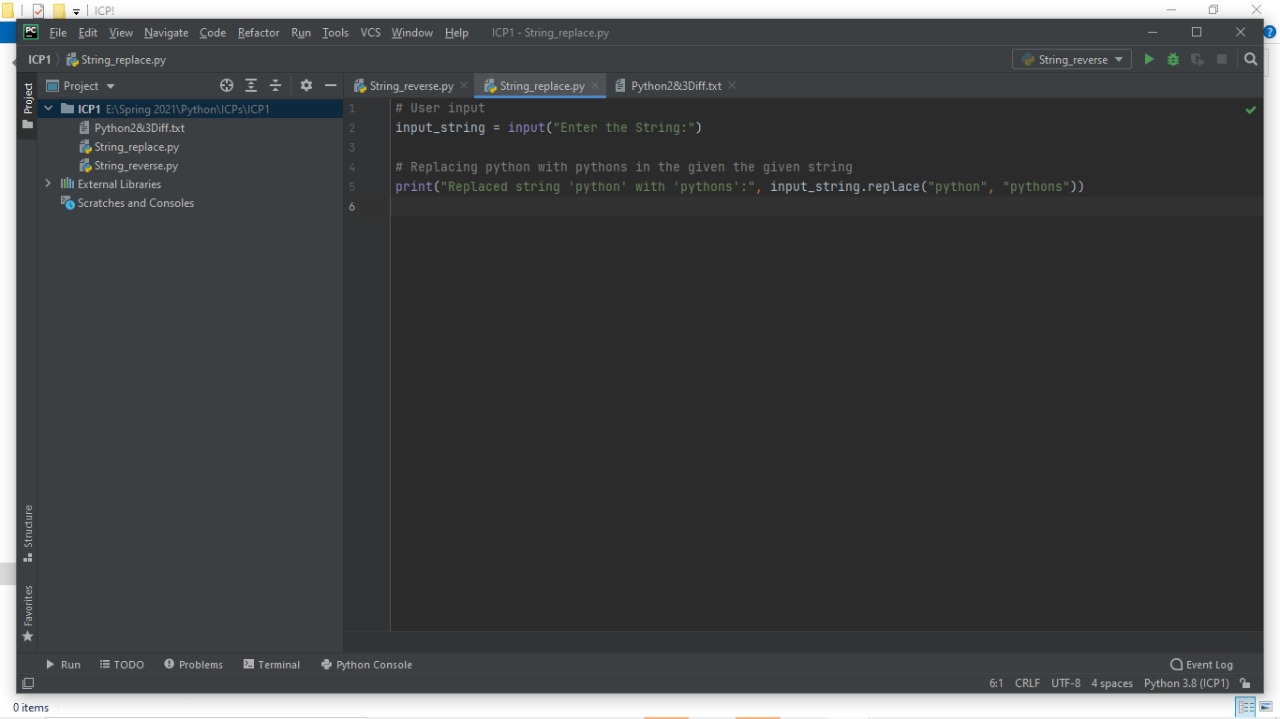 ICP!
PC File Edit View Navigate Code Refactor Run Tools VCS Window Help ICP1 - String_replace.py
ICP1 String_replace.py String_reverse
Project Project String_reverse.py String_replace.py Python2&3Diff.txt
ICP1 E:\Spring 2021\Python\ICPs\ICP1
Python2&3Diff.txt
String_replace.py
String_reverse.py
External Libraries
Scratches and Consoles
1 # User input
2 input_string = input("Enter the String:")
3
4 # Replacing python with pythons in the given the given string
5 print("Replaced string 'python' with 'pythons':", input_string.replace("python", "pythons"))
6
Structure
Favorites
Run TODO Problems Terminal Python Console Event Log
6:1 CRLF UTF-8 4 spaces Python 3.8 (ICP1)
0 items